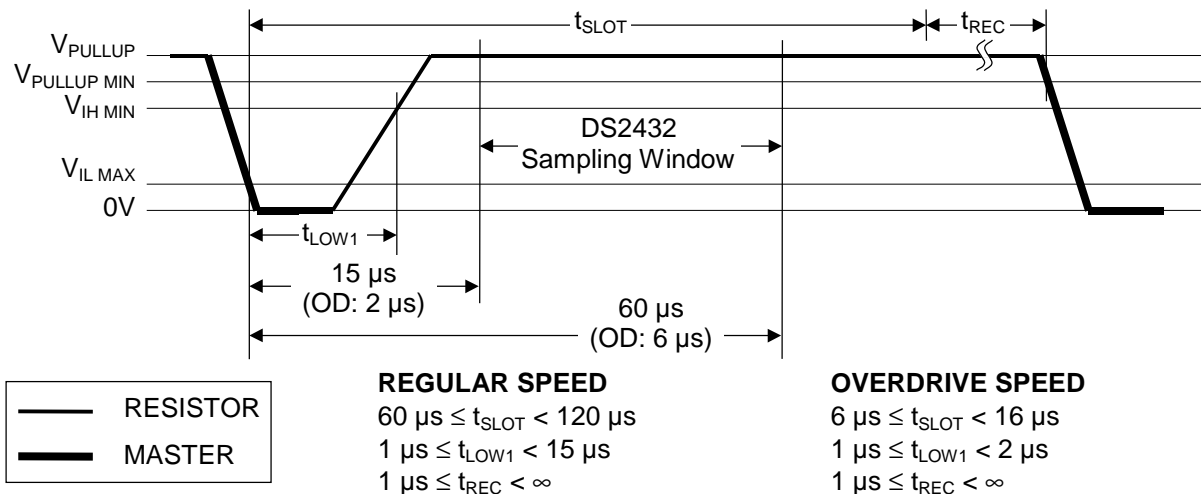 tSLOT
tREC
VPULLUP
VPULLUP MIN
VIH MIN
DS2432
Sampling Window
VIL MAX
0V
tLOW1
15 µs
(OD: 2 µs)
60 µs
(OD: 6 µs)
RESISTOR
MASTER
REGULAR SPEED
60 µs ≤ tSLOT < 120 µs
1 µs ≤ tLOW1 < 15 µs
1 µs ≤ tREC < ∞
OVERDRIVE SPEED
6 µs ≤ tSLOT < 16 µs
1 µs ≤ tLOW1 < 2 µs
1 µs ≤ tREC < ∞